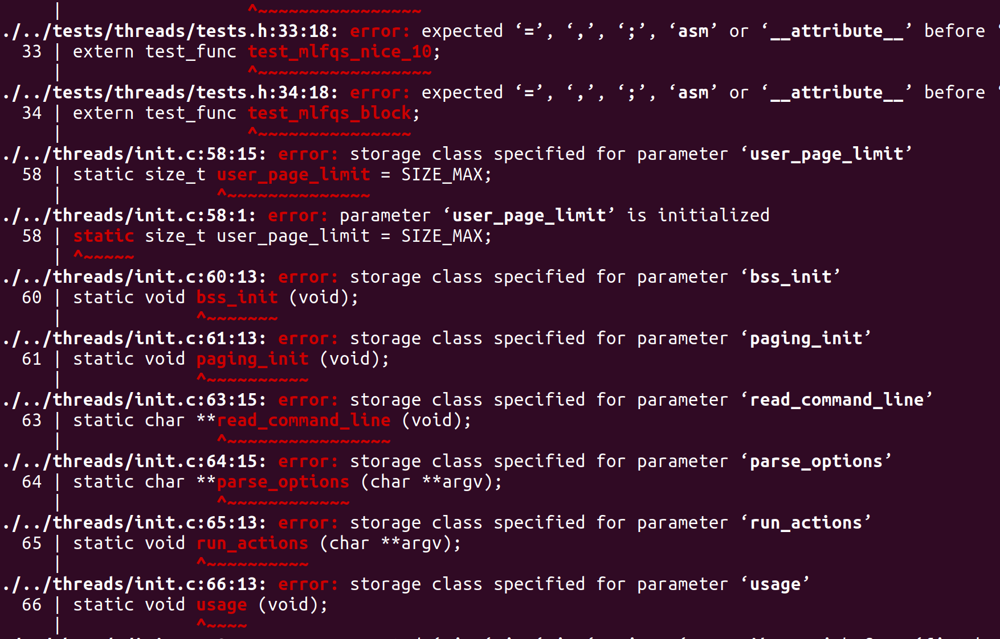 | ^~~~~~~~~~~~~~~~~
./../tests/threads/tests.h:33:18: error: expected ‘=’, ‘,’, ‘;’, ‘asm’ or ‘__attribute__’ before ‘
33 | extern test_func test_mlfqs_nice_10;
| ^~~~~~~~~~~~~~~~~~
./../tests/threads/tests.h:34:18: error: expected ‘=’, ‘,’, ‘;’, ‘asm’ or ‘__attribute__’ before ‘
34 | extern test_func test_mlfqs_block;
| ^~~~~~~~~~~~~~~~
./../threads/init.c:58:15: error: storage class specified for parameter ‘user_page_limit’
58 | static size_t user_page_limit = SIZE_MAX;
| ^~~~~~~~~~~~~~~
./../threads/init.c:58:1: error: parameter ‘user_page_limit’ is initialized
58 | static size_t user_page_limit = SIZE_MAX;
| ^~~~~~
./../threads/init.c:60:13: error: storage class specified for parameter ‘bss_init’
60 | static void bss_init (void);
| ^~~~~~~~
./../threads/init.c:61:13: error: storage class specified for parameter ‘paging_init’
61 | static void paging_init (void);
| ^~~~~~~~~~~
./../threads/init.c:63:15: error: storage class specified for parameter ‘read_command_line’
63 | static char **read_command_line (void);
| ^~~~~~~~~~~~~~~~~
./../threads/init.c:64:15: error: storage class specified for parameter ‘parse_options’
64 | static char **parse_options (char **argv);
| ^~~~~~~~~~~~~
./../threads/init.c:65:13: error: storage class specified for parameter ‘run_actions’
65 | static void run_actions (char **argv);
| ^~~~~~~~~~~
./../threads/init.c:66:13: error: storage class specified for parameter ‘usage’
66 | static void usage (void);
| ^~~~~